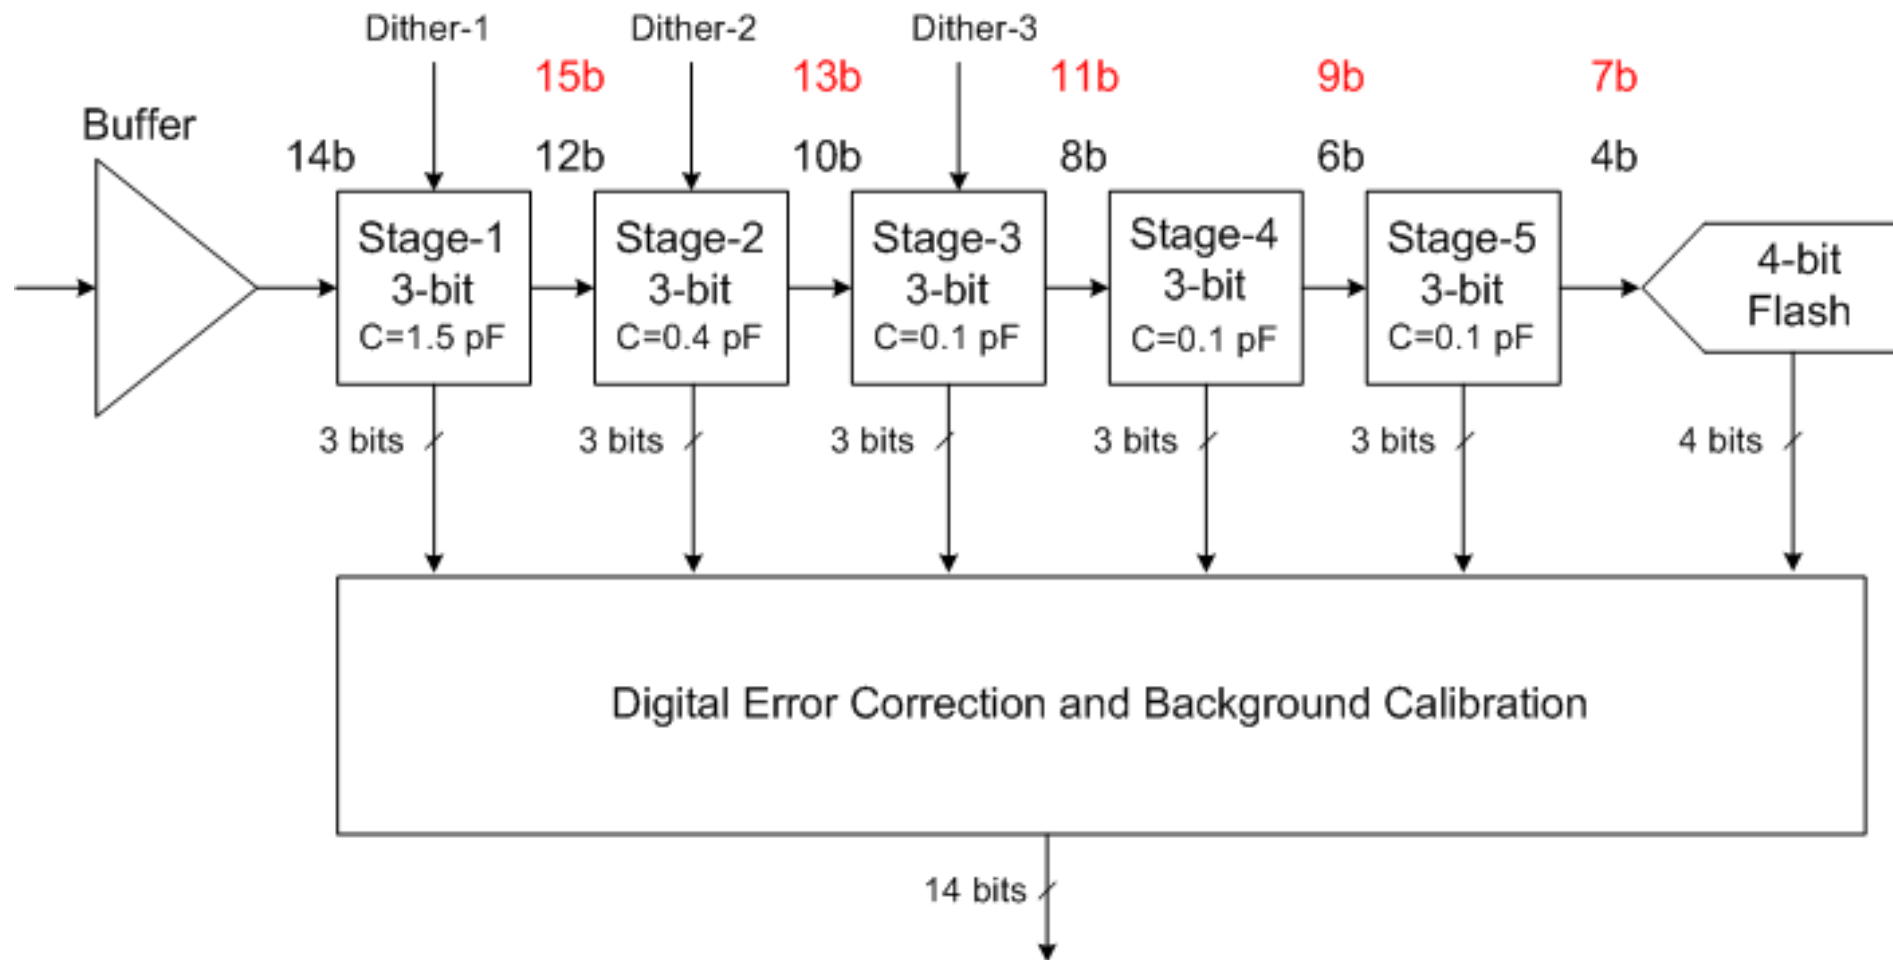 Dither-1
Dither-2
Dither-3
15b
13b
11b
9b
7b
Buffer
14b
12b
10b
8b
6b
4b
Stage-1
3-bit
C=1.5 pF
Stage-2
3-bit
C=0.4 pF
Stage-3
3-bit
C=0.1 pF
Stage-4
3-bit
C=0.1 pF
Stage-5
3-bit
C=0.1 pF
4-bit
Flash
3 bits
3 bits
3 bits
3 bits
3 bits
4 bits
Digital Error Correction and Background Calibration
14 bits